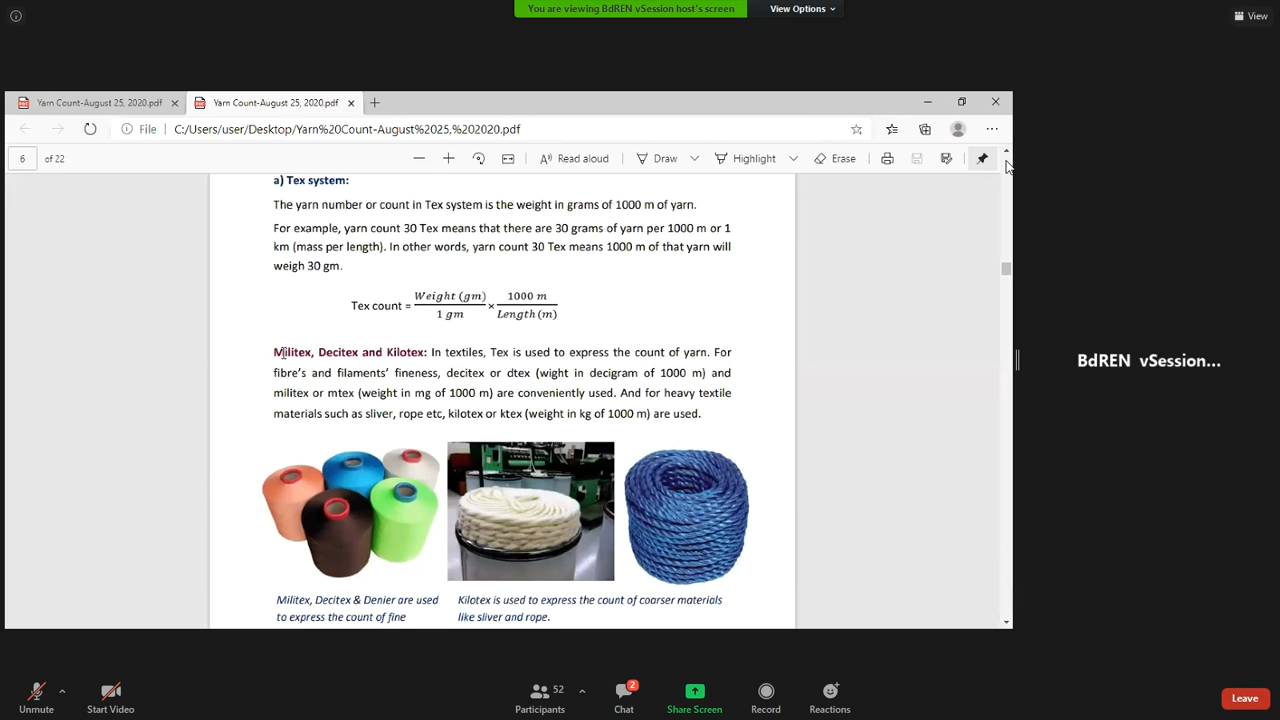 You are viewing BdREN vSession host's screen
View Options
View
Yarn Count-August 25, 2020.pdf
Yarn Count-August 25, 2020.pdf
File
C:/Users/user/Desktop/Yarn%20Count-August%2025,%202020.pdf
6 of 22
Read aloud
Draw
Highlight
Erase
a) Tex system:
The yarn number or count in Tex system is the weight in grams of 1000 m of yarn.
For example, yarn count 30 Tex means that there are 30 grams of yarn per 1000 m or 1
km (mass per length). In other words, yarn count 30 Tex means 1000 m of that yarn will
weigh 30 gm.
Tex count = Weight (gm) / 1 gm × 1000 m / Length (m)
Militex, Decitex and Kilotex: In textiles, Tex is used to express the count of yarn. For
fibre's and filaments' fineness, decitex or dtex (wight in decigram of 1000 m) and
militex or mtex (weight in mg of 1000 m) are conveniently used. And for heavy textile
materials such as sliver, rope etc, kilotex or ktex (weight in kg of 1000 m) are used.
Militex, Decitex & Denier are used
to express the count of fine
Kilotex is used to express the count of coarser materials
like sliver and rope.
BdREN vSession...
Unmute
Start Video
52
Participants
2
Chat
Share Screen
Record
Reactions
Leave